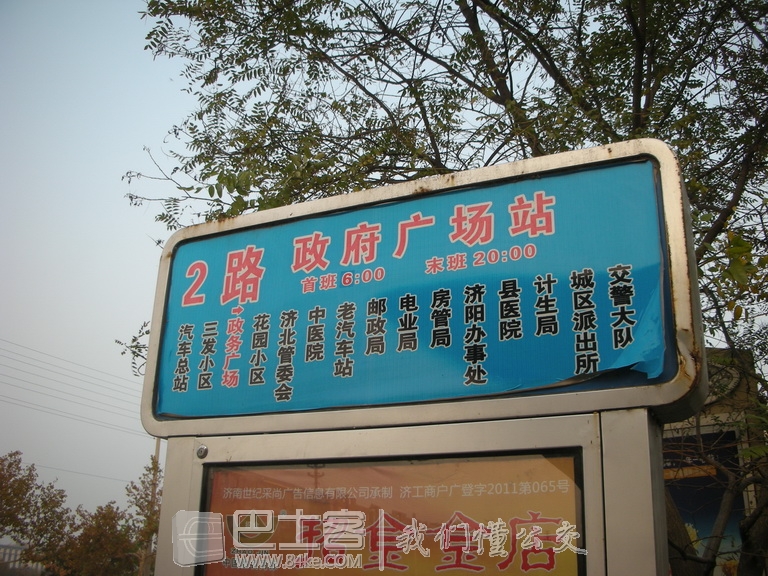 2路 政府广场站
首班 6:00 末班 20:00
汽车总站
三发小区
→政务广场
花园小区
济北管委会
中医院
老汽车站
邮政局
电业局
房管局
济阳办事处
县医院
计生局
城区派出所
交警大队
济南世纪采尚广告信息有限公司承制 济工商户广登字2011第065号
金店
巴士客 我们懂公交
www.84ke.com